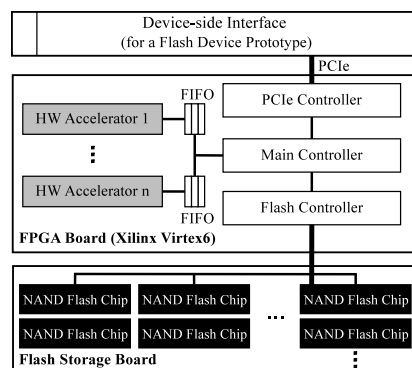 Device-side Interface
(for a Flash Device Prototype)
PCIe
FIFO
PCIe Controller
HW Accelerator 1
Main Controller
HW Accelerator n
Flash Controller
FIFO
FPGA Board (Xilinx Virtex6)
NAND Flash Chip NAND Flash Chip ... NAND Flash Chip
NAND Flash Chip NAND Flash Chip NAND Flash Chip
Flash Storage Board